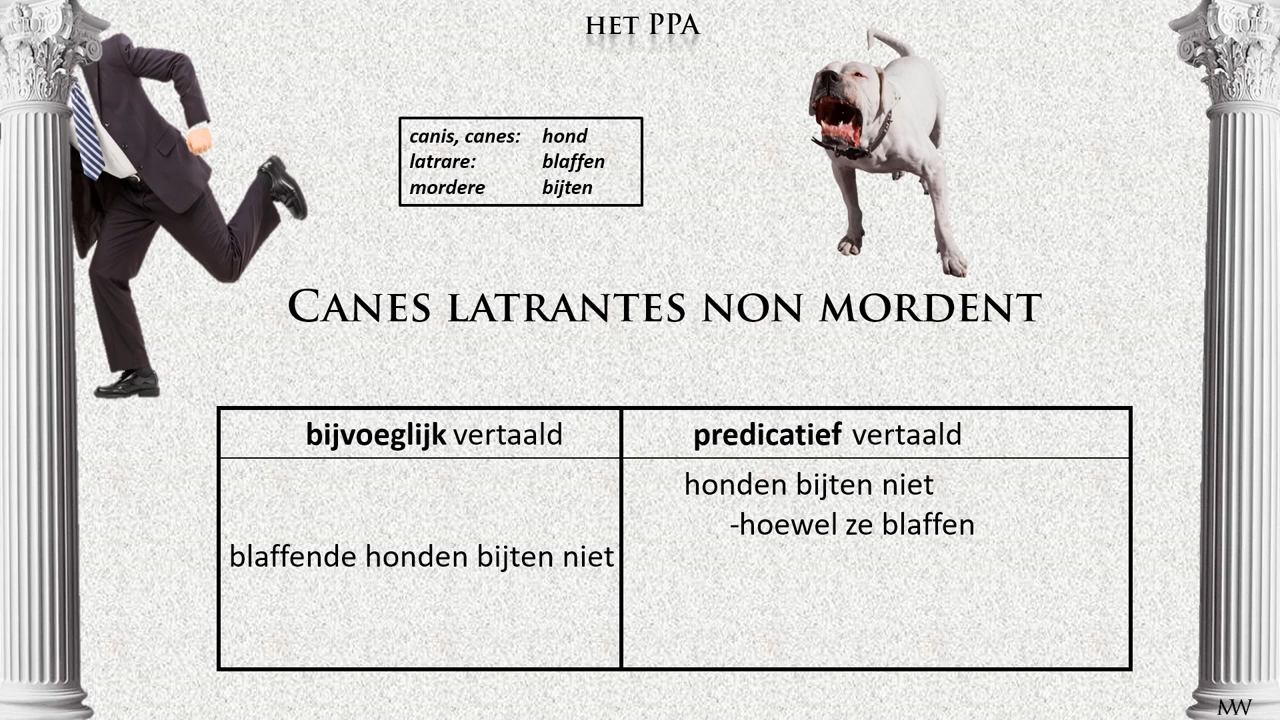 het PPA
canis, canes: hond
latrare: blaffen
mordere bijten
Canes latrantes non mordent
bijvoeglijk vertaald
predicatief vertaald
blaffende honden bijten niet
honden bijten niet
-hoewel ze blaffen
MW